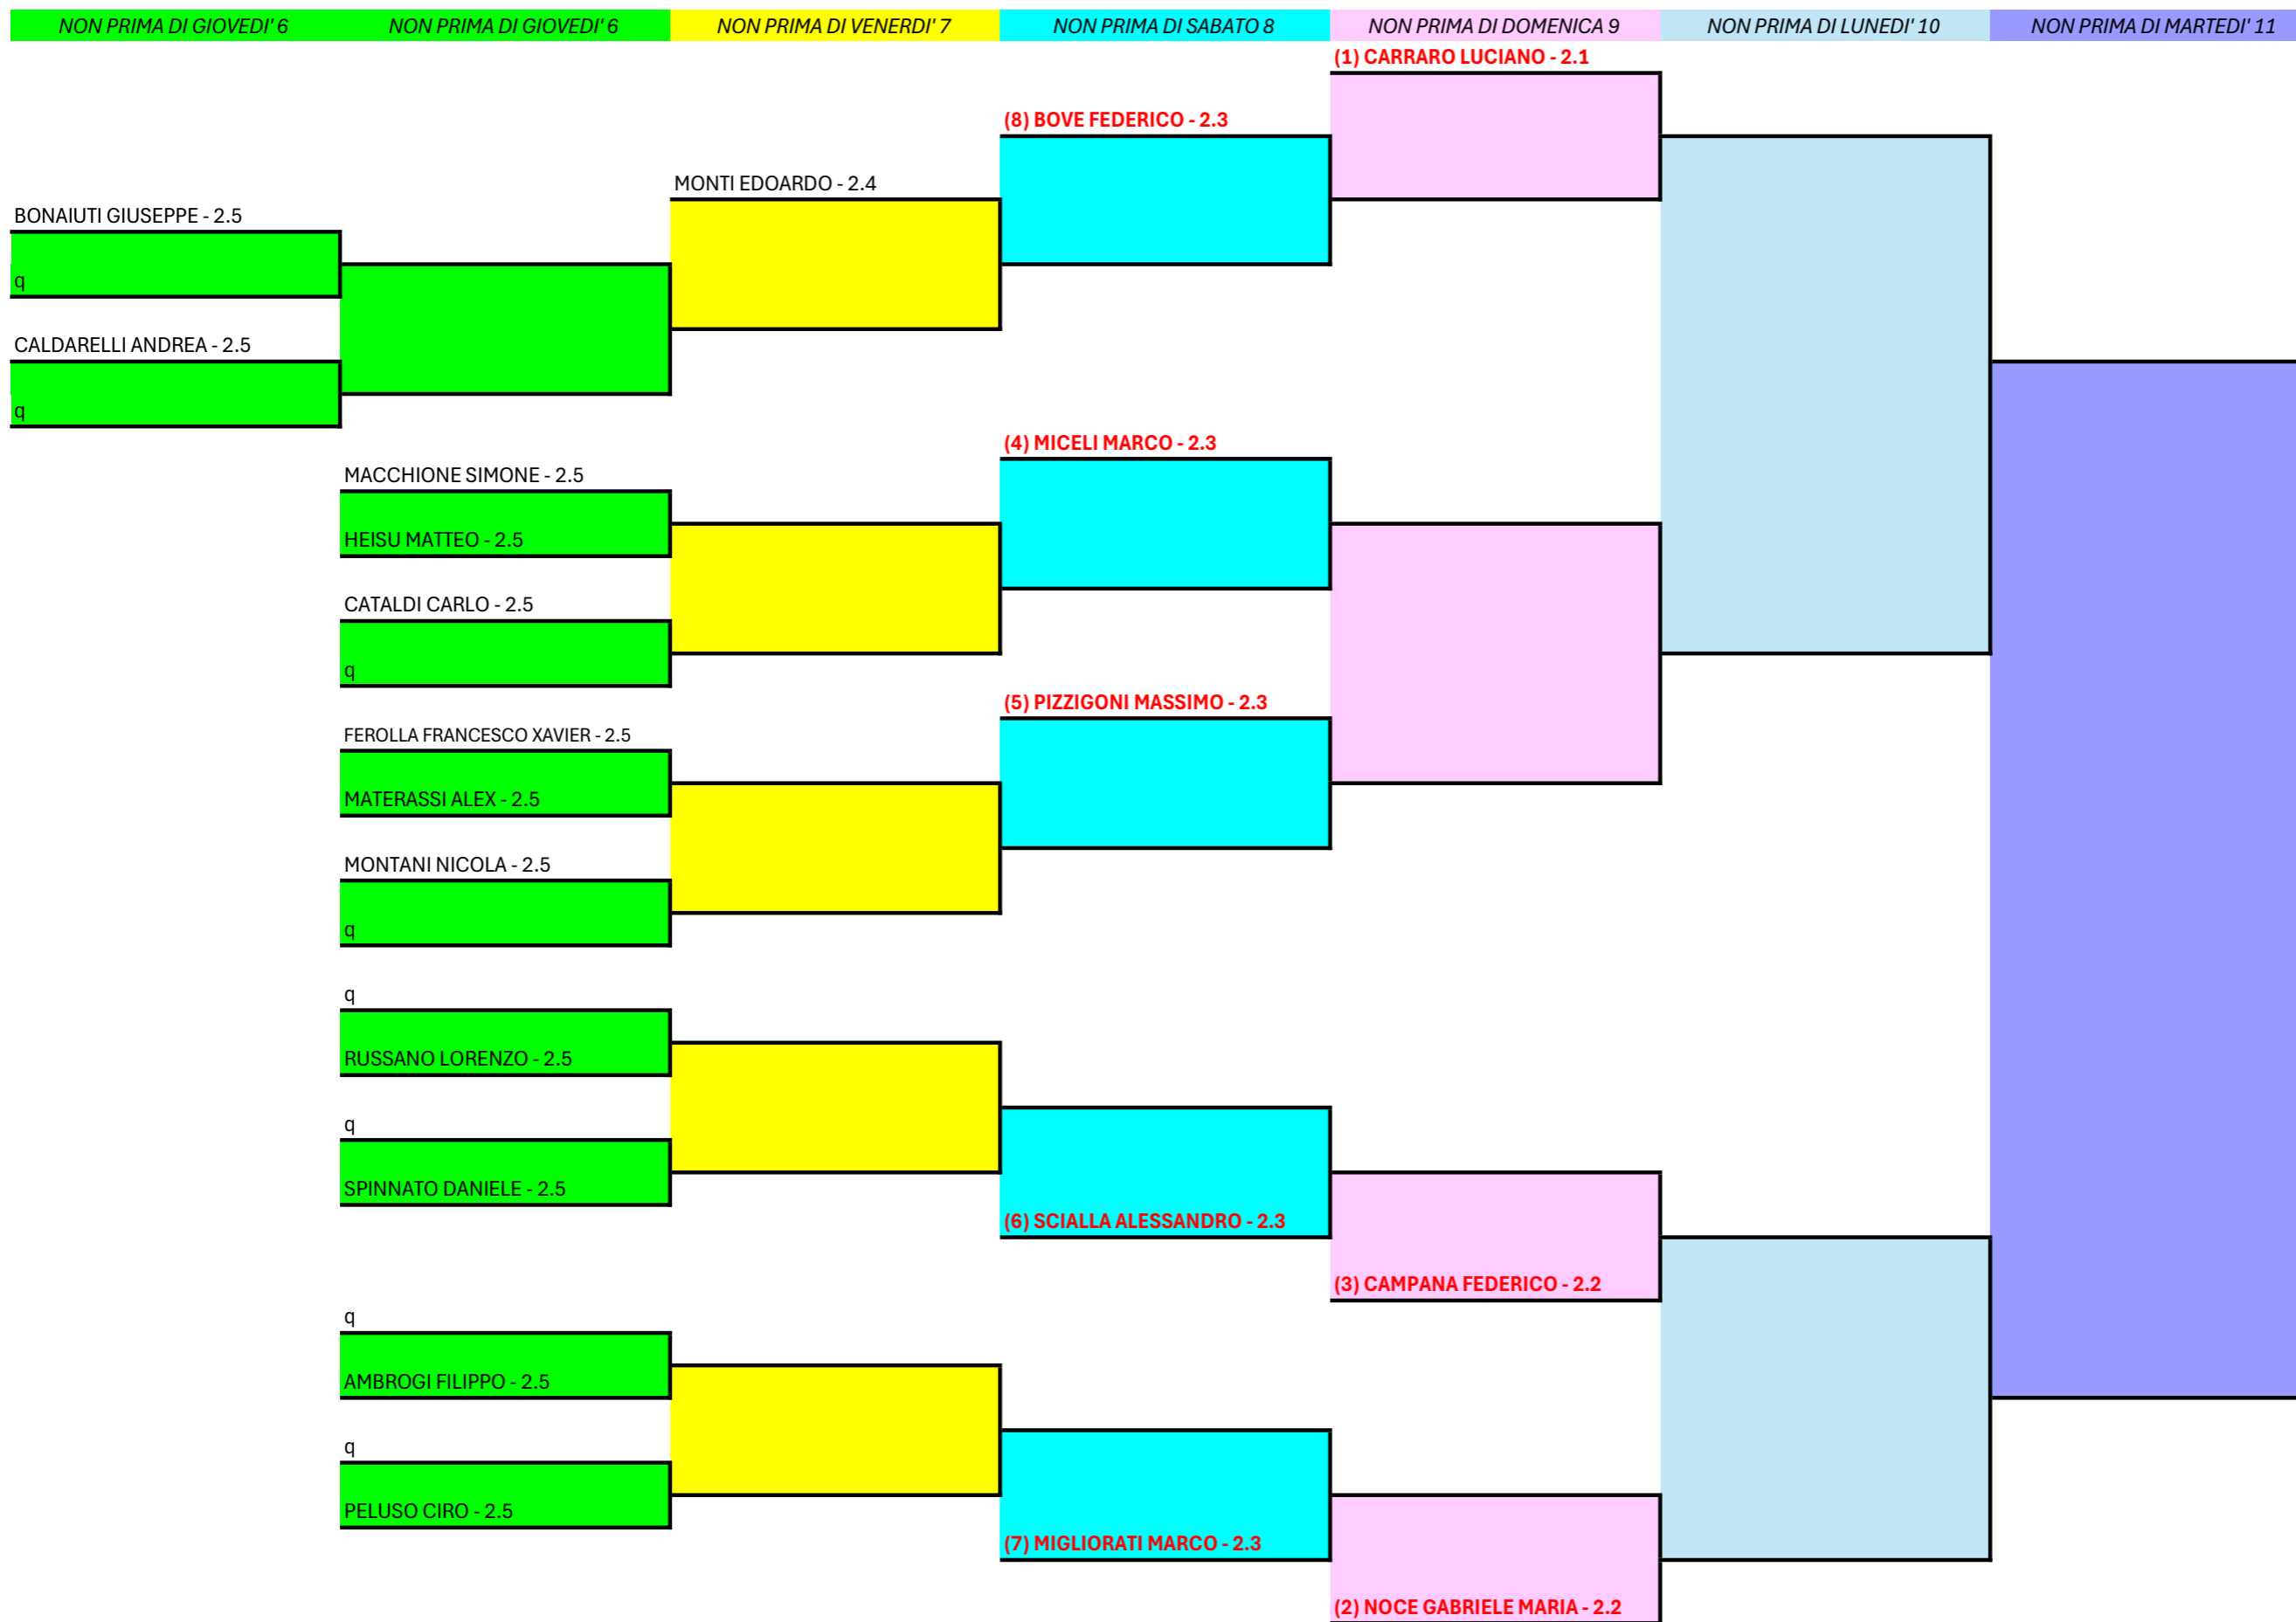 NON PRIMA DI GIOVEDI' 6 NON PRIMA DI GIOVEDI' 6 NON PRIMA DI VENERDI' 7 NON PRIMA DI SABATO 8 NON PRIMA DI DOMENICA 9 NON PRIMA DI LUNEDI' 10 NON PRIMA DI MARTEDI' 11
(1) CARRARO LUCIANO - 2.1
(8) BOVE FEDERICO - 2.3
MONTI EDOARDO - 2.4
BONAIUTI GIUSEPPE - 2.5
q
CALDARELLI ANDREA - 2.5
q
(4) MICELI MARCO - 2.3
MACCHIONE SIMONE - 2.5
HEISU MATTEO - 2.5
CATALDI CARLO - 2.5
q
(5) PIZZIGONI MASSIMO - 2.3
FEROLLA FRANCESCO XAVIER - 2.5
MATERASSI ALEX - 2.5
MONTANI NICOLA - 2.5
q
q
RUSSANO LORENZO - 2.5
q
SPINNATO DANIELE - 2.5
(6) SCIALLA ALESSANDRO - 2.3
(3) CAMPANA FEDERICO - 2.2
q
AMBROGI FILIPPO - 2.5
q
PELUSO CIRO - 2.5
(7) MIGLIORATI MARCO - 2.3
(2) NOCE GABRIELE MARIA - 2.2